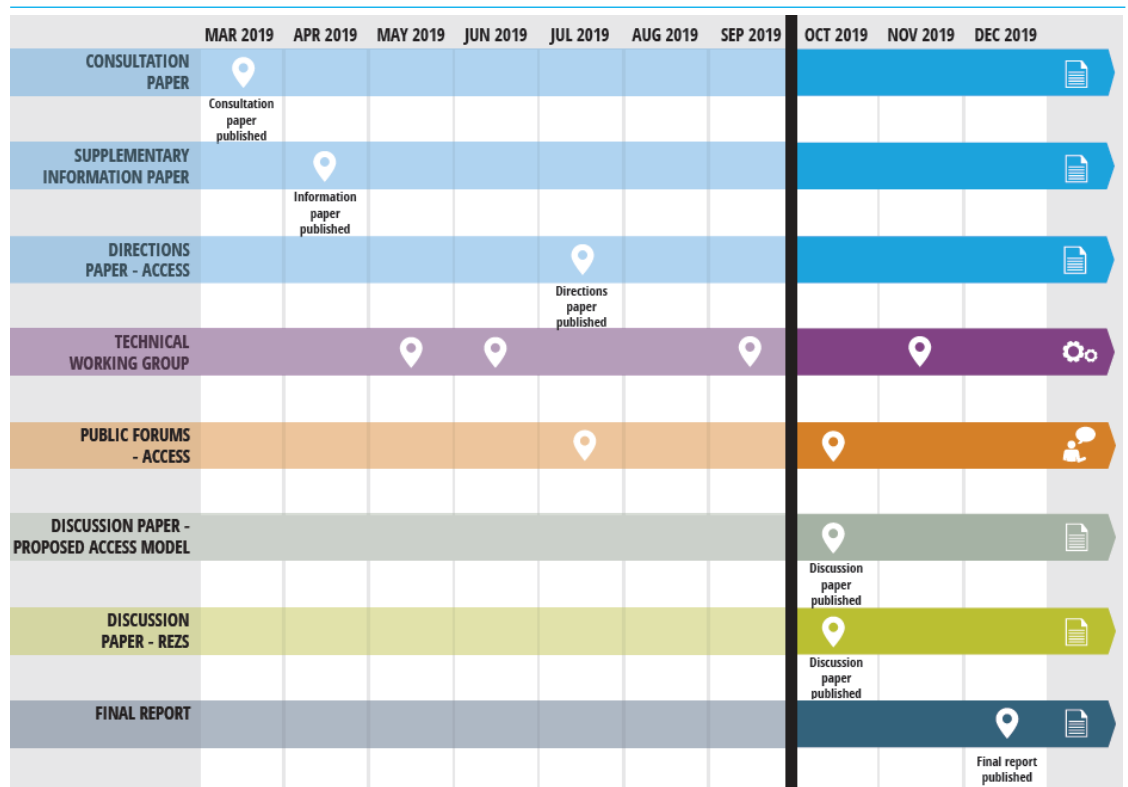 MAR 2019 APR 2019 MAY 2019 JUN 2019 JUL 2019 AUG 2019 SEP 2019 OCT 2019 NOV 2019 DEC 2019
CONSULTATION
PAPER
Consultation
paper
published
SUPPLEMENTARY
INFORMATION PAPER
Information
paper
published
DIRECTIONS
PAPER - ACCESS
Directions
paper
published
TECHNICAL
WORKING GROUP
PUBLIC FORUMS
- ACCESS
DISCUSSION PAPER -
PROPOSED ACCESS MODEL
Discussion
paper
published
DISCUSSION
PAPER - REZS
Discussion
paper
published
FINAL REPORT
Final report
published